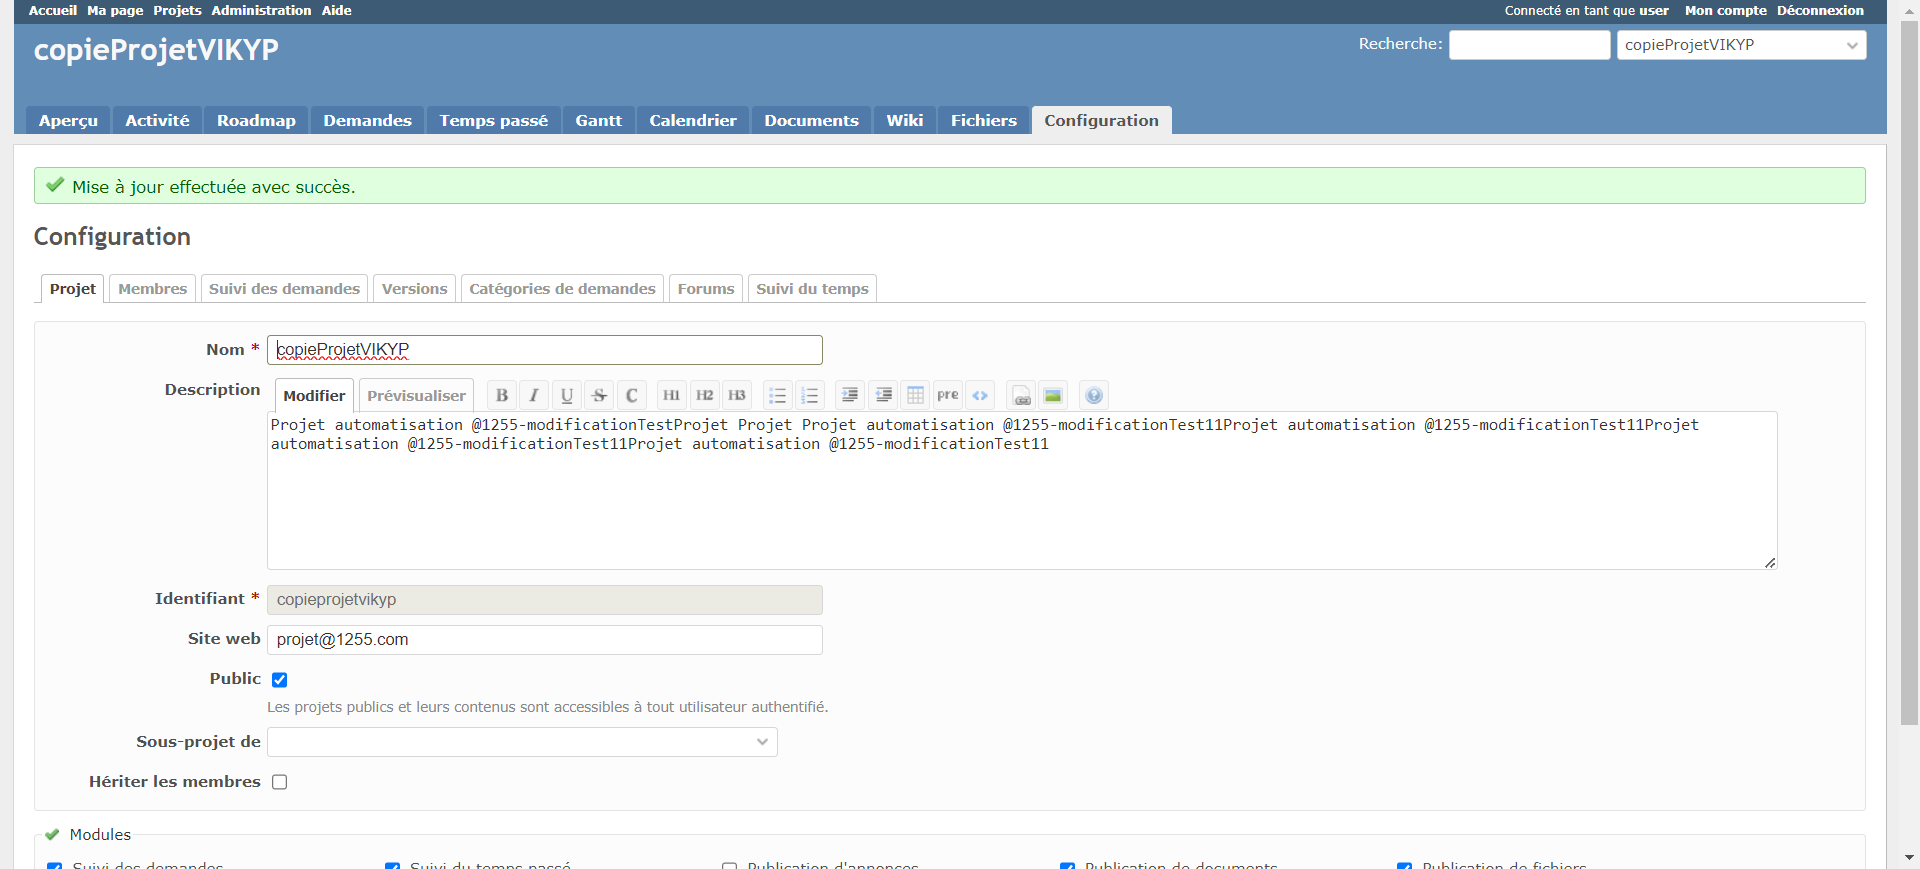 Accueil Ma page Projets Administration Aide
Connecté en tant que user Mon compte Déconnexion
copieProjetVIKYP
Recherche:
copieProjetVIKYP
Aperçu Activité Roadmap Demandes Temps passé Gantt Calendrier Documents Wiki Fichiers Configuration
Mise à jour effectuée avec succès.
Configuration
Projet Membres Suivi des demandes Versions Catégories de demandes Forums Suivi du temps
Nom * copieProjetVIKYP
Description Modifier Prévisualiser B I U S C H1 H2 H3 pre
Projet automatisation @1255-modificationTestProjet Projet Projet automatisation @1255-modificationTest11Projet automatisation @1255-modificationTest11Projet
automatisation @1255-modificationTest11Projet automatisation @1255-modificationTest11
Identifiant * copieprojetvikyp
Site web projet@1255.com
Public
Les projets publics et leurs contenus sont accessibles à tout utilisateur authentifié.
Sous-projet de
Hériter les membres
Modules
Suivi des demandes Suivi du temps passé Publication d'annonces Publication de documents Publication de fichiers